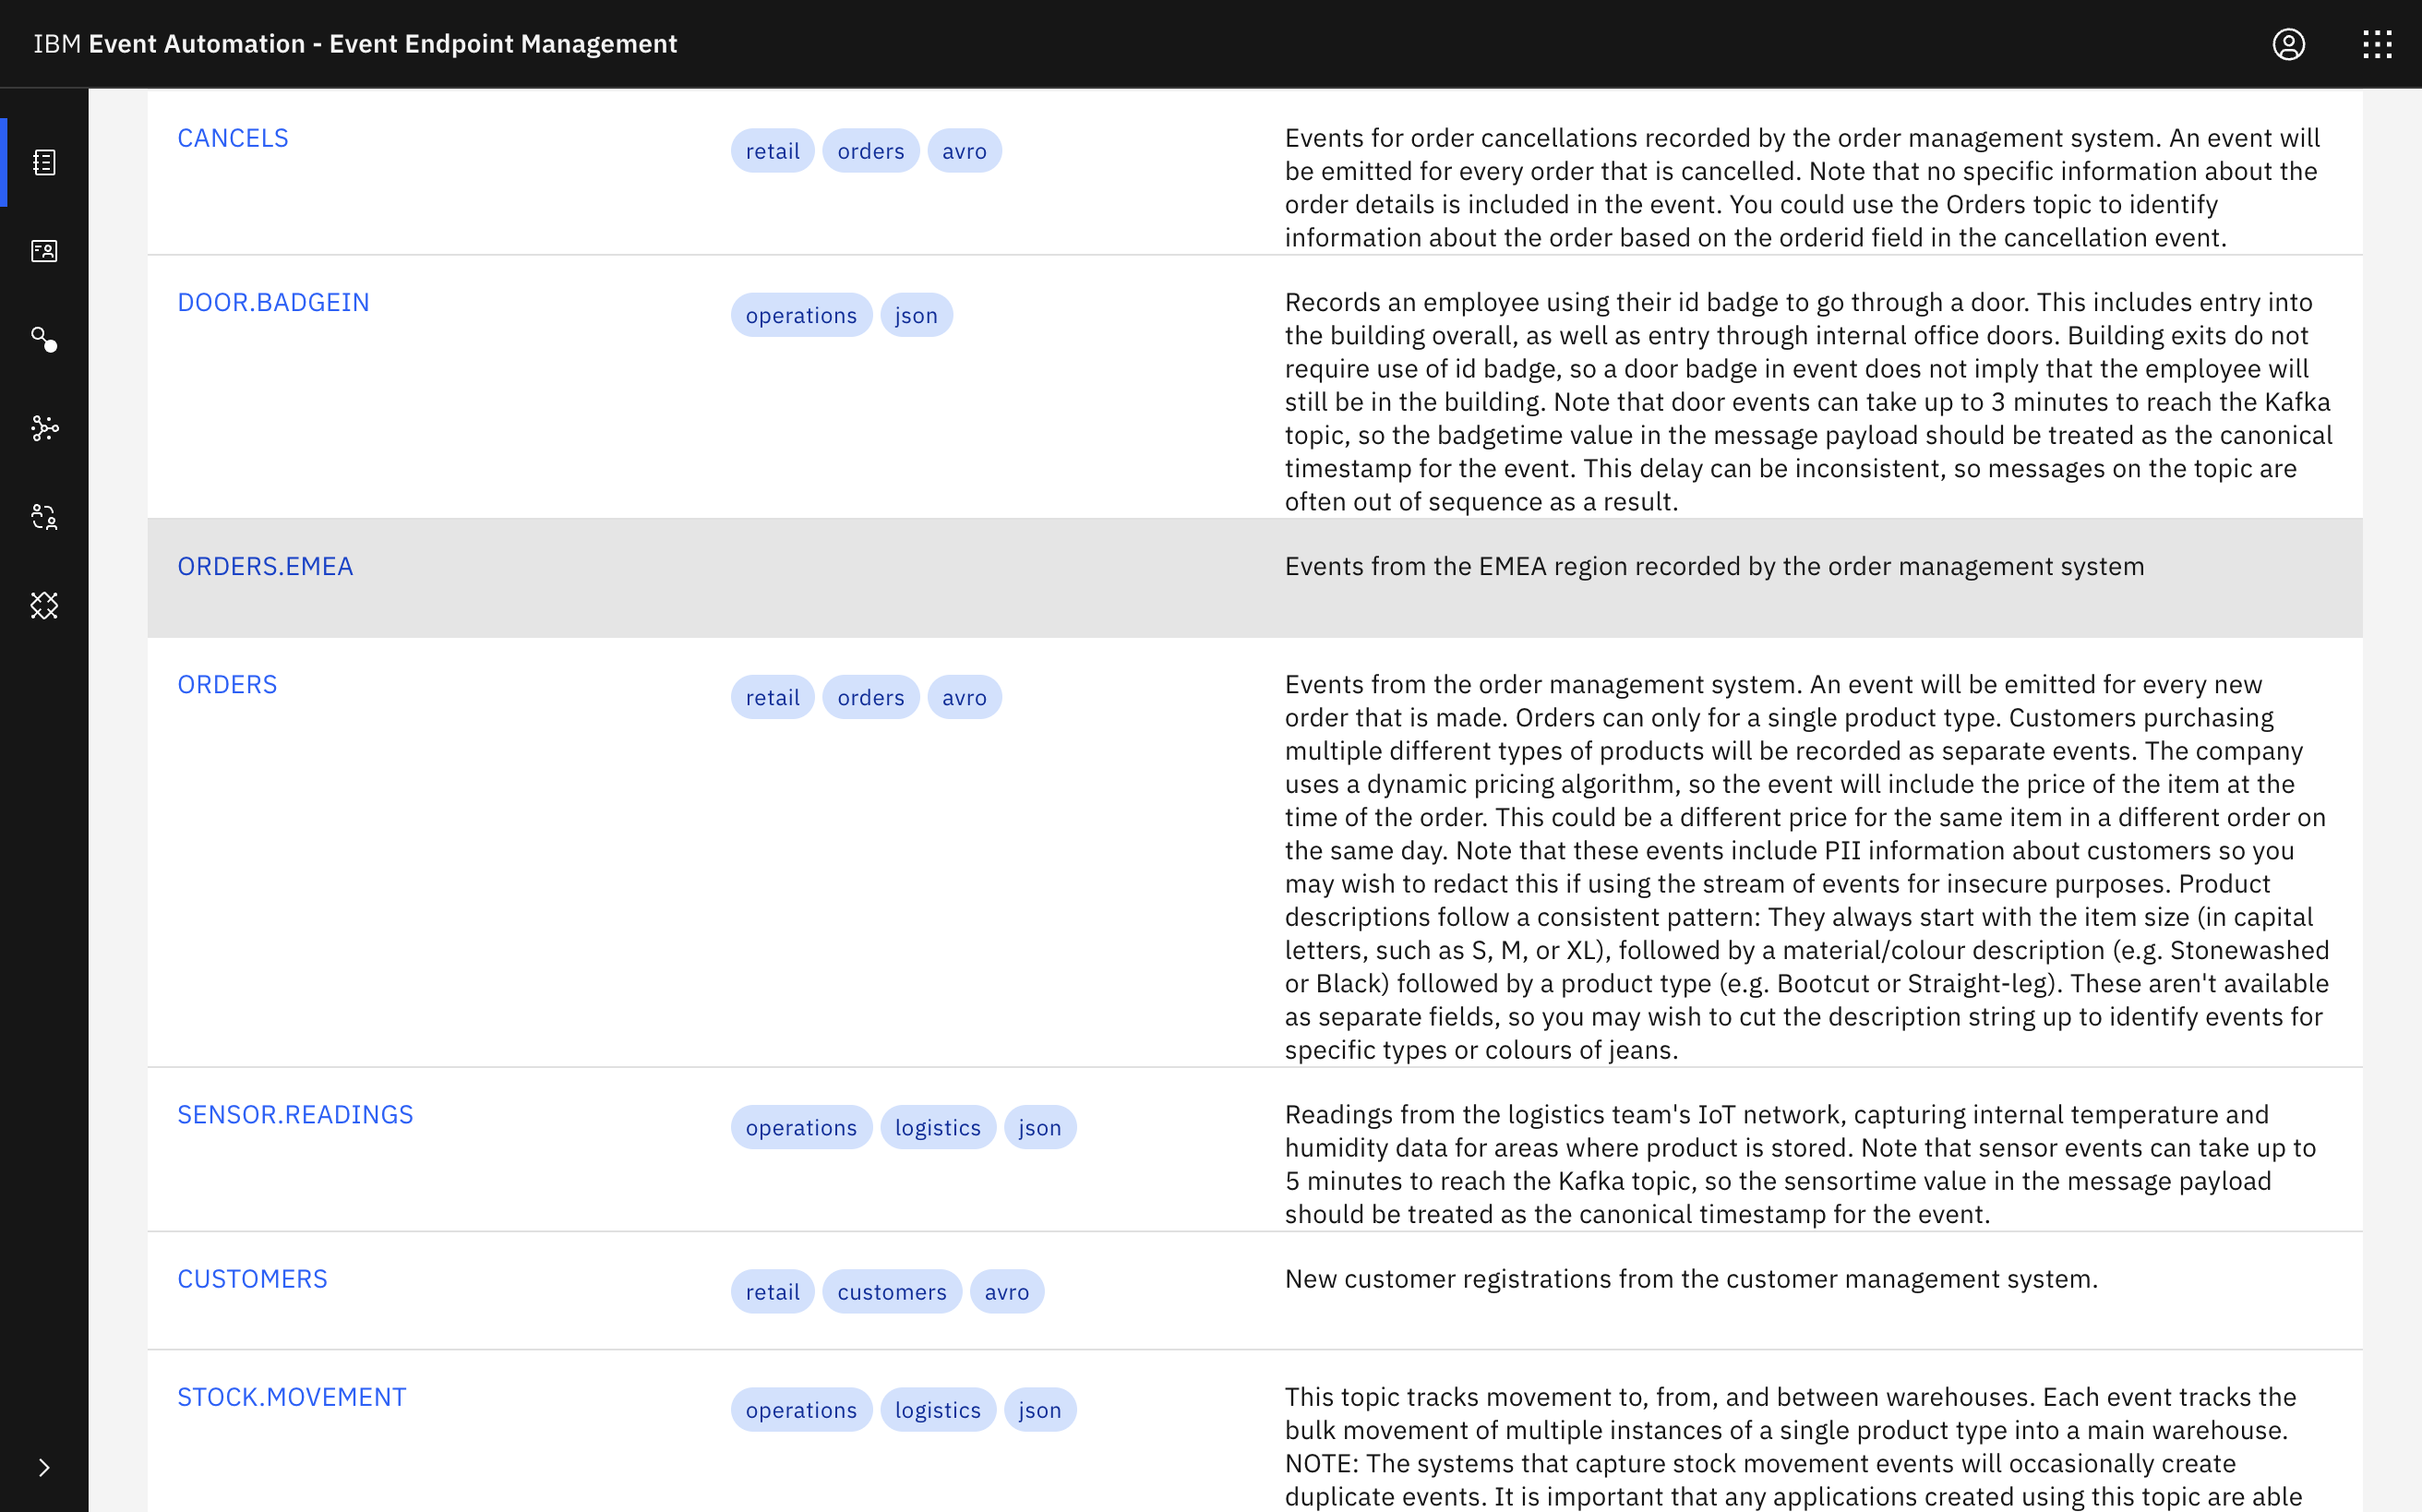 IBM Event Automation - Event Endpoint Management
CANCELS
retail orders avro
Events for order cancellations recorded by the order management system. An event will
be emitted for every order that is cancelled. Note that no specific information about the
order details is included in the event. You could use the Orders topic to identify
information about the order based on the orderid field in the cancellation event.
DOOR.BADGEIN
operations json
Records an employee using their id badge to go through a door. This includes entry into
the building overall, as well as entry through internal office doors. Building exits do not
require use of id badge, so a door badge in event does not imply that the employee will
still be in the building. Note that door events can take up to 3 minutes to reach the Kafka
topic, so the badgetime value in the message payload should be treated as the canonical
timestamp for the event. This delay can be inconsistent, so messages on the topic are
often out of sequence as a result.
ORDERS.EMEA
Events from the EMEA region recorded by the order management system
ORDERS
retail orders avro
Events from the order management system. An event will be emitted for every new
order that is made. Orders can only for a single product type. Customers purchasing
multiple different types of products will be recorded as separate events. The company
uses a dynamic pricing algorithm, so the event will include the price of the item at the
time of the order. This could be a different price for the same item in a different order on
the same day. Note that these events include PII information about customers so you
may wish to redact this if using the stream of events for insecure purposes. Product
descriptions follow a consistent pattern: They always start with the item size (in capital
letters, such as S, M, or XL), followed by a material/colour description (e.g. Stonewashed
or Black) followed by a product type (e.g. Bootcut or Straight-leg). These aren't available
as separate fields, so you may wish to cut the description string up to identify events for
specific types or colours of jeans.
SENSOR.READINGS
operations logistics json
Readings from the logistics team's IoT network, capturing internal temperature and
humidity data for areas where product is stored. Note that sensor events can take up to
5 minutes to reach the Kafka topic, so the sensortime value in the message payload
should be treated as the canonical timestamp for the event.
CUSTOMERS
retail customers avro
New customer registrations from the customer management system.
STOCK.MOVEMENT
operations logistics json
This topic tracks movement to, from, and between warehouses. Each event tracks the
bulk movement of multiple instances of a single product type into a main warehouse.
NOTE: The systems that capture stock movement events will occasionally create
duplicate events. It is important that any applications created using this topic are able